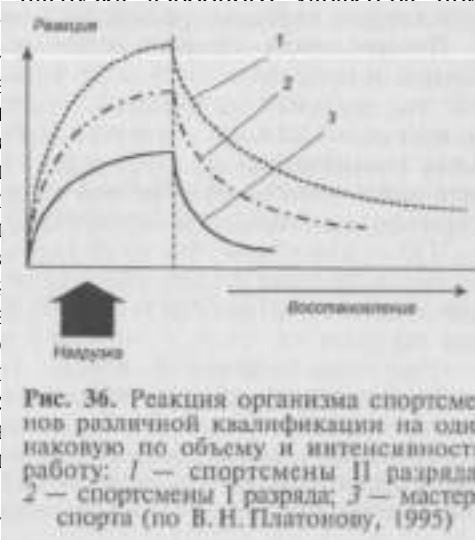 Реакция
1
2
3
Восстановление
Нагрузка
Рис. 36. Реакция организма спортсме
нов различной квалификации на оди
наковую по объему и интенсивност
работу: 1 — спортсмены II разряда
2 — спортсмены I разряда; 3 — мастер
спорта (по В. Н. Платонову, 1995)